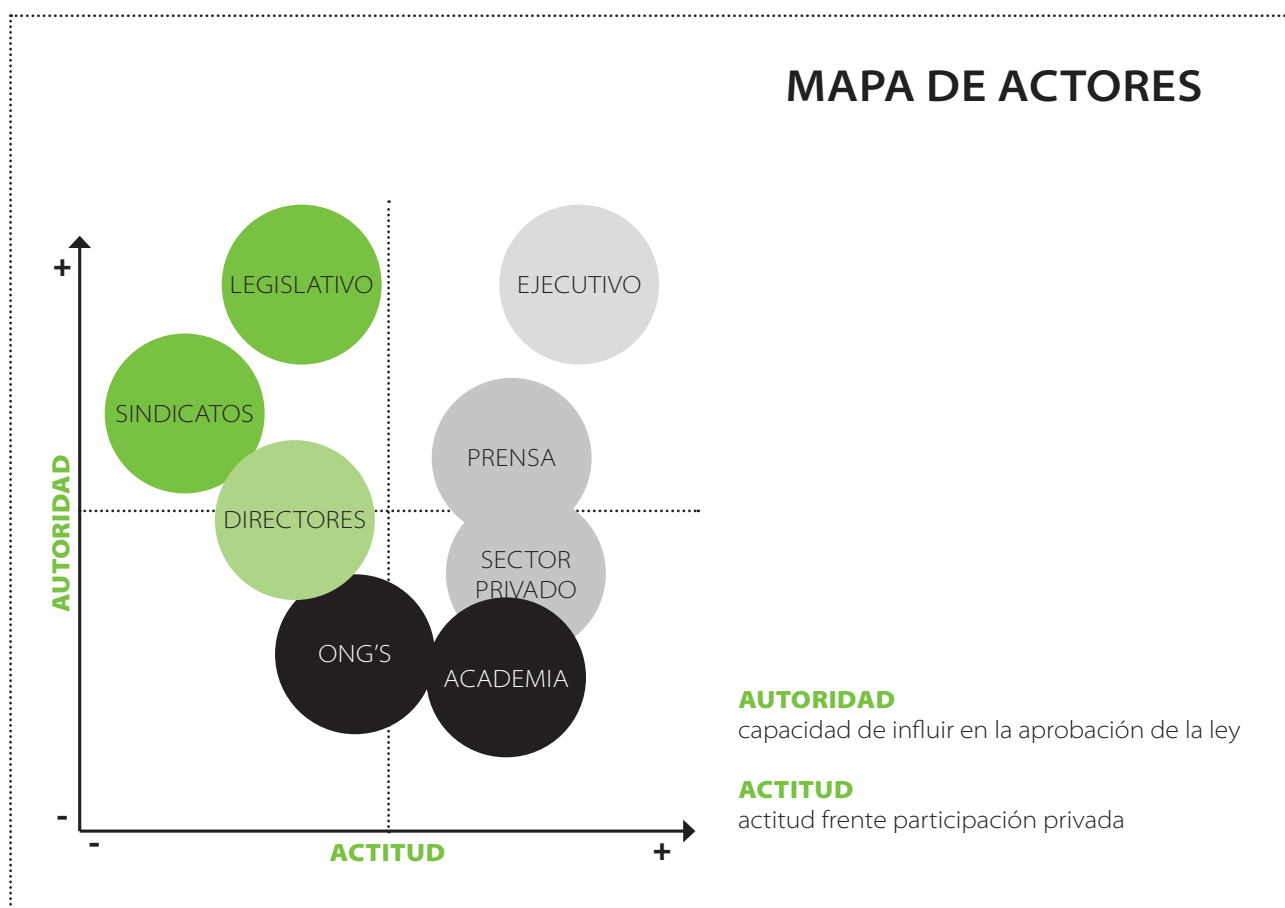 MAPA DE ACTORES
+
LEGISLATIVO
EJECUTIVO
SINDICATOS
PRENSA
DIRECTORES
SECTOR
PRIVADO
ONG'S
ACADEMIA
AUTORIDAD
-
-
ACTITUD
+
AUTORIDAD
capacidad de influir en la aprobación de la ley
ACTITUD
actitud frente participación privada